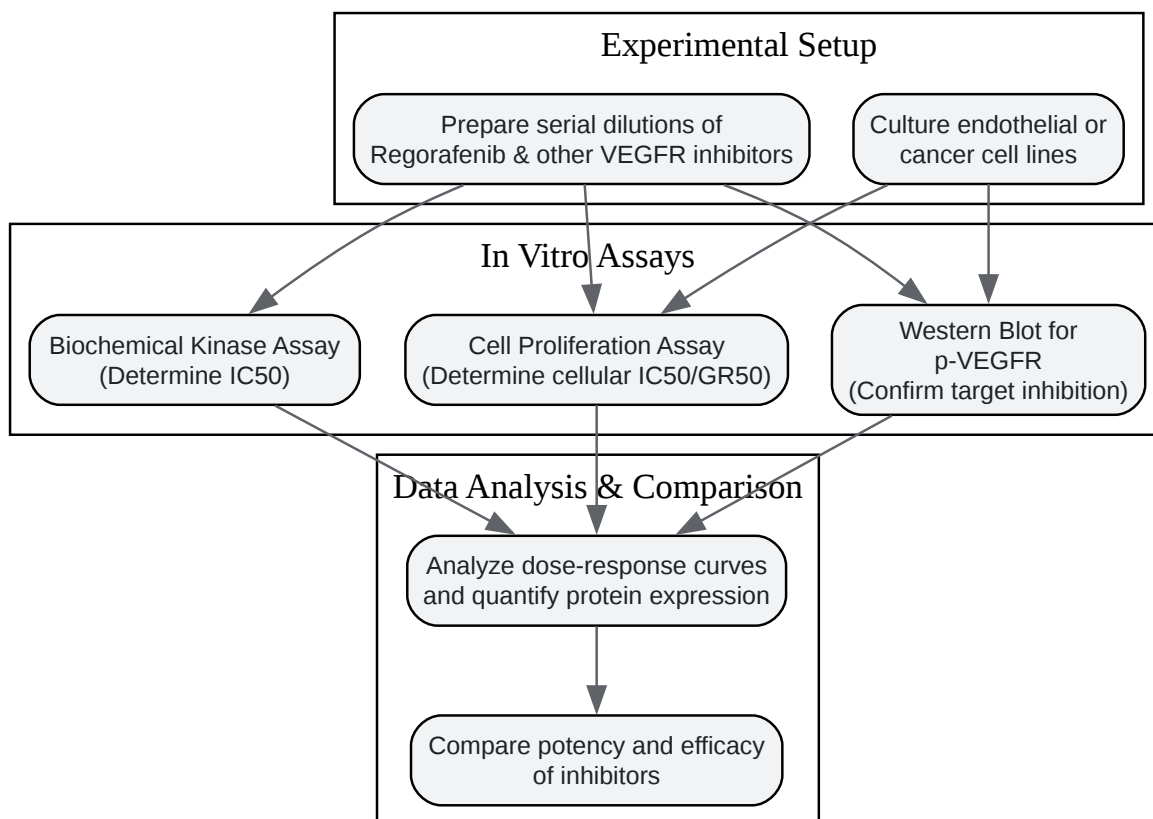 Experimental Setup
Prepare serial dilutions of
Regorafenib & other VEGFR inhibitors
Culture endothelial or
cancer cell lines
In Vitro Assays
Biochemical Kinase Assay
(Determine IC50)
Cell Proliferation Assay
(Determine cellular IC50/GR50)
Western Blot for
p-VEGFR
(Confirm target inhibition)
Data Analysis & Comparison
Analyze dose-response curves
and quantify protein expression
Compare potency and efficacy
of inhibitors